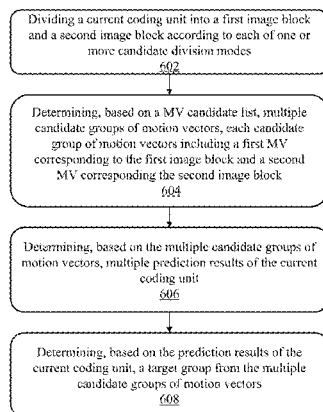 Dividing a current coding unit into a first image block
and a second image block according to each of one or
more candidate division modes
602
Determining, based on a MV candidate list, multiple
candidate groups of motion vectors, each candidate
group of motion vectors including a first MV
corresponding to the first image block and a second
MV corresponding the second image block
604
Determining, based on the multiple candidate groups of
motion vectors, multiple prediction results of the current
coding unit
606
Determining, based on the prediction results of the
current coding unit, a target group from the multiple
candidate groups of motion vectors
608